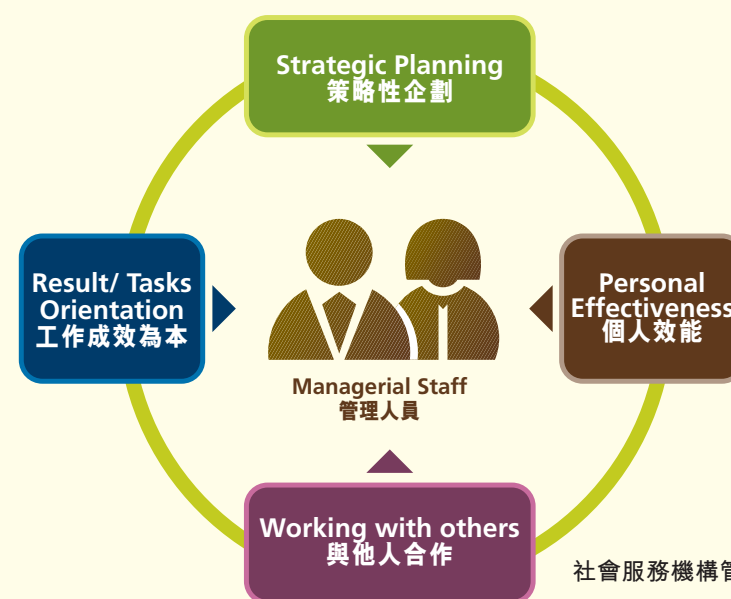 Strategic Planning
策略性企劃
Result/ Tasks
Orientation
工作成效為本
Personal
Effectiveness
個人效能
Managerial Staff
管理人員
Working with others
與他人合作
社會服務機構管